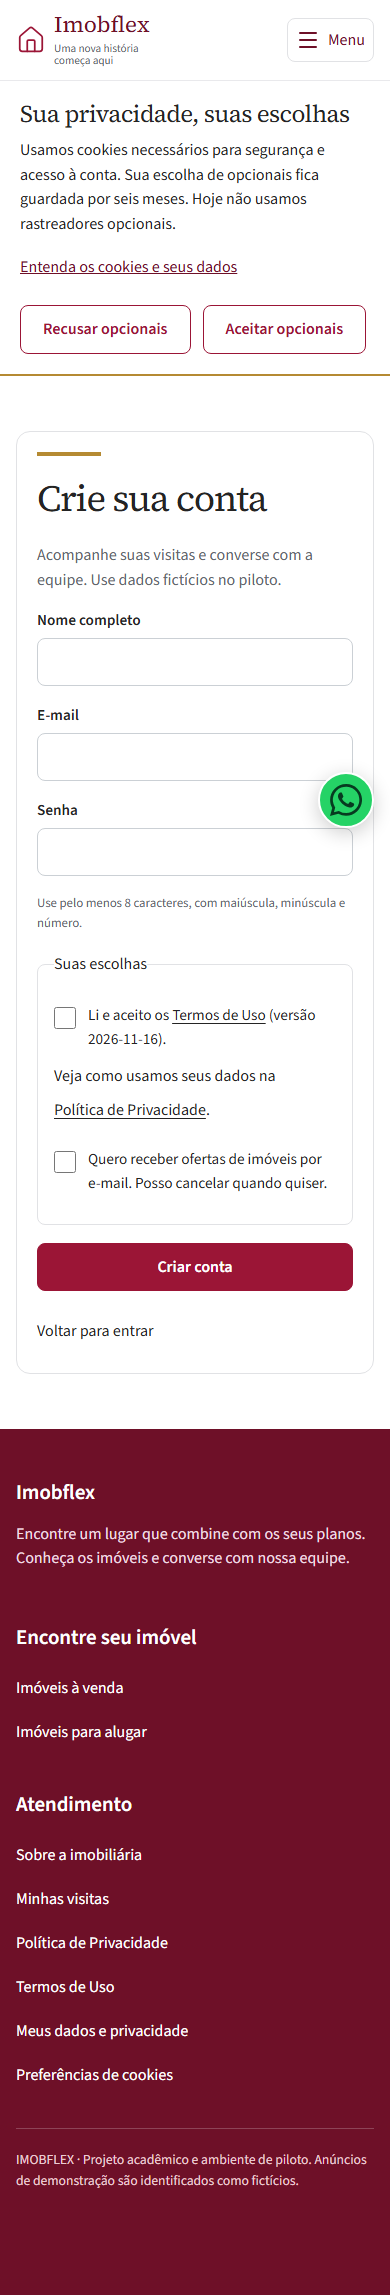 Imobflex
Uma nova história
começa aqui
Menu
Sua privacidade, suas escolhas
Usamos cookies necessários para segurança e
acesso à conta. Sua escolha de opcionais fica
guardada por seis meses. Hoje não usamos
rastreadores opcionais.
Entenda os cookies e seus dados
Recusar opcionais
Aceitar opcionais
Crie sua conta
Acompanhe suas visitas e converse com a
equipe. Use dados fictícios no piloto.
Nome completo
E-mail
Senha
Use pelo menos 8 caracteres, com maiúscula, minúscula e
número.
Suas escolhas
Li e aceito os Termos de Uso (versão
2026-11-16).
Veja como usamos seus dados na
Política de Privacidade.
Quero receber ofertas de imóveis por
e-mail. Posso cancelar quando quiser.
Criar conta
Voltar para entrar
Imobflex
Encontre um lugar que combine com os seus planos.
Conheça os imóveis e converse com nossa equipe.
Encontre seu imóvel
Imóveis à venda
Imóveis para alugar
Atendimento
Sobre a imobiliária
Minhas visitas
Política de Privacidade
Termos de Uso
Meus dados e privacidade
Preferências de cookies
IMOBFLEX · Projeto acadêmico e ambiente de piloto. Anúncios
de demonstração são identificados como fictícios.